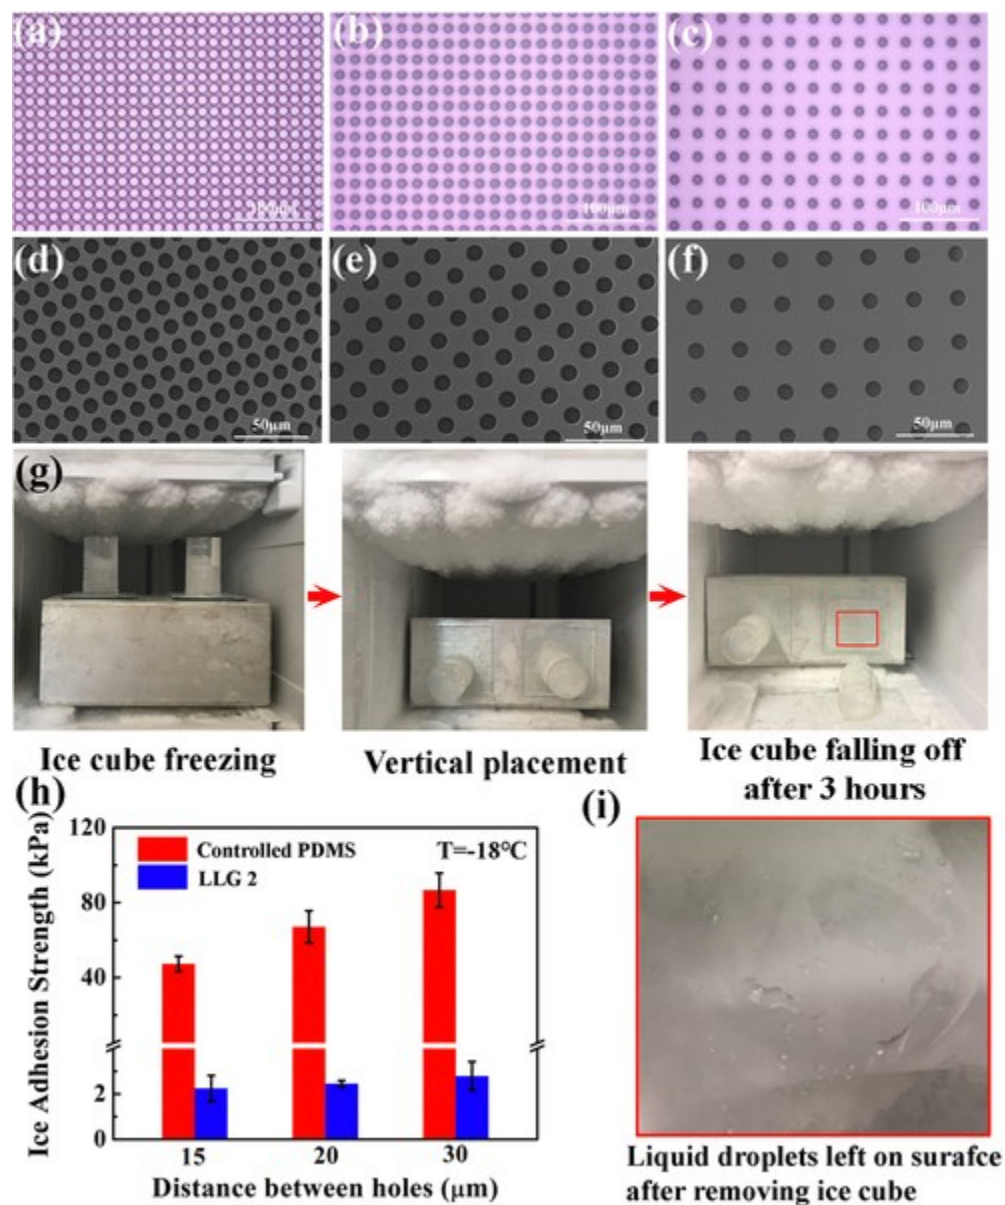 (a)
(b)
(c)
100μm
100μm
(d)
(e)
(f)
50μm
50μm
50μm
(g)
Ice cube freezing
Vertical placement
Ice cube falling off
after 3 hours
(h)
(i)
Ice Adhesion Strength (kPa)
120
80
40
2
0
Controlled PDMS
LLG 2
T=-18°C
15
20
30
Distance between holes (μm)
Liquid droplets left on surafce
after removing ice cube